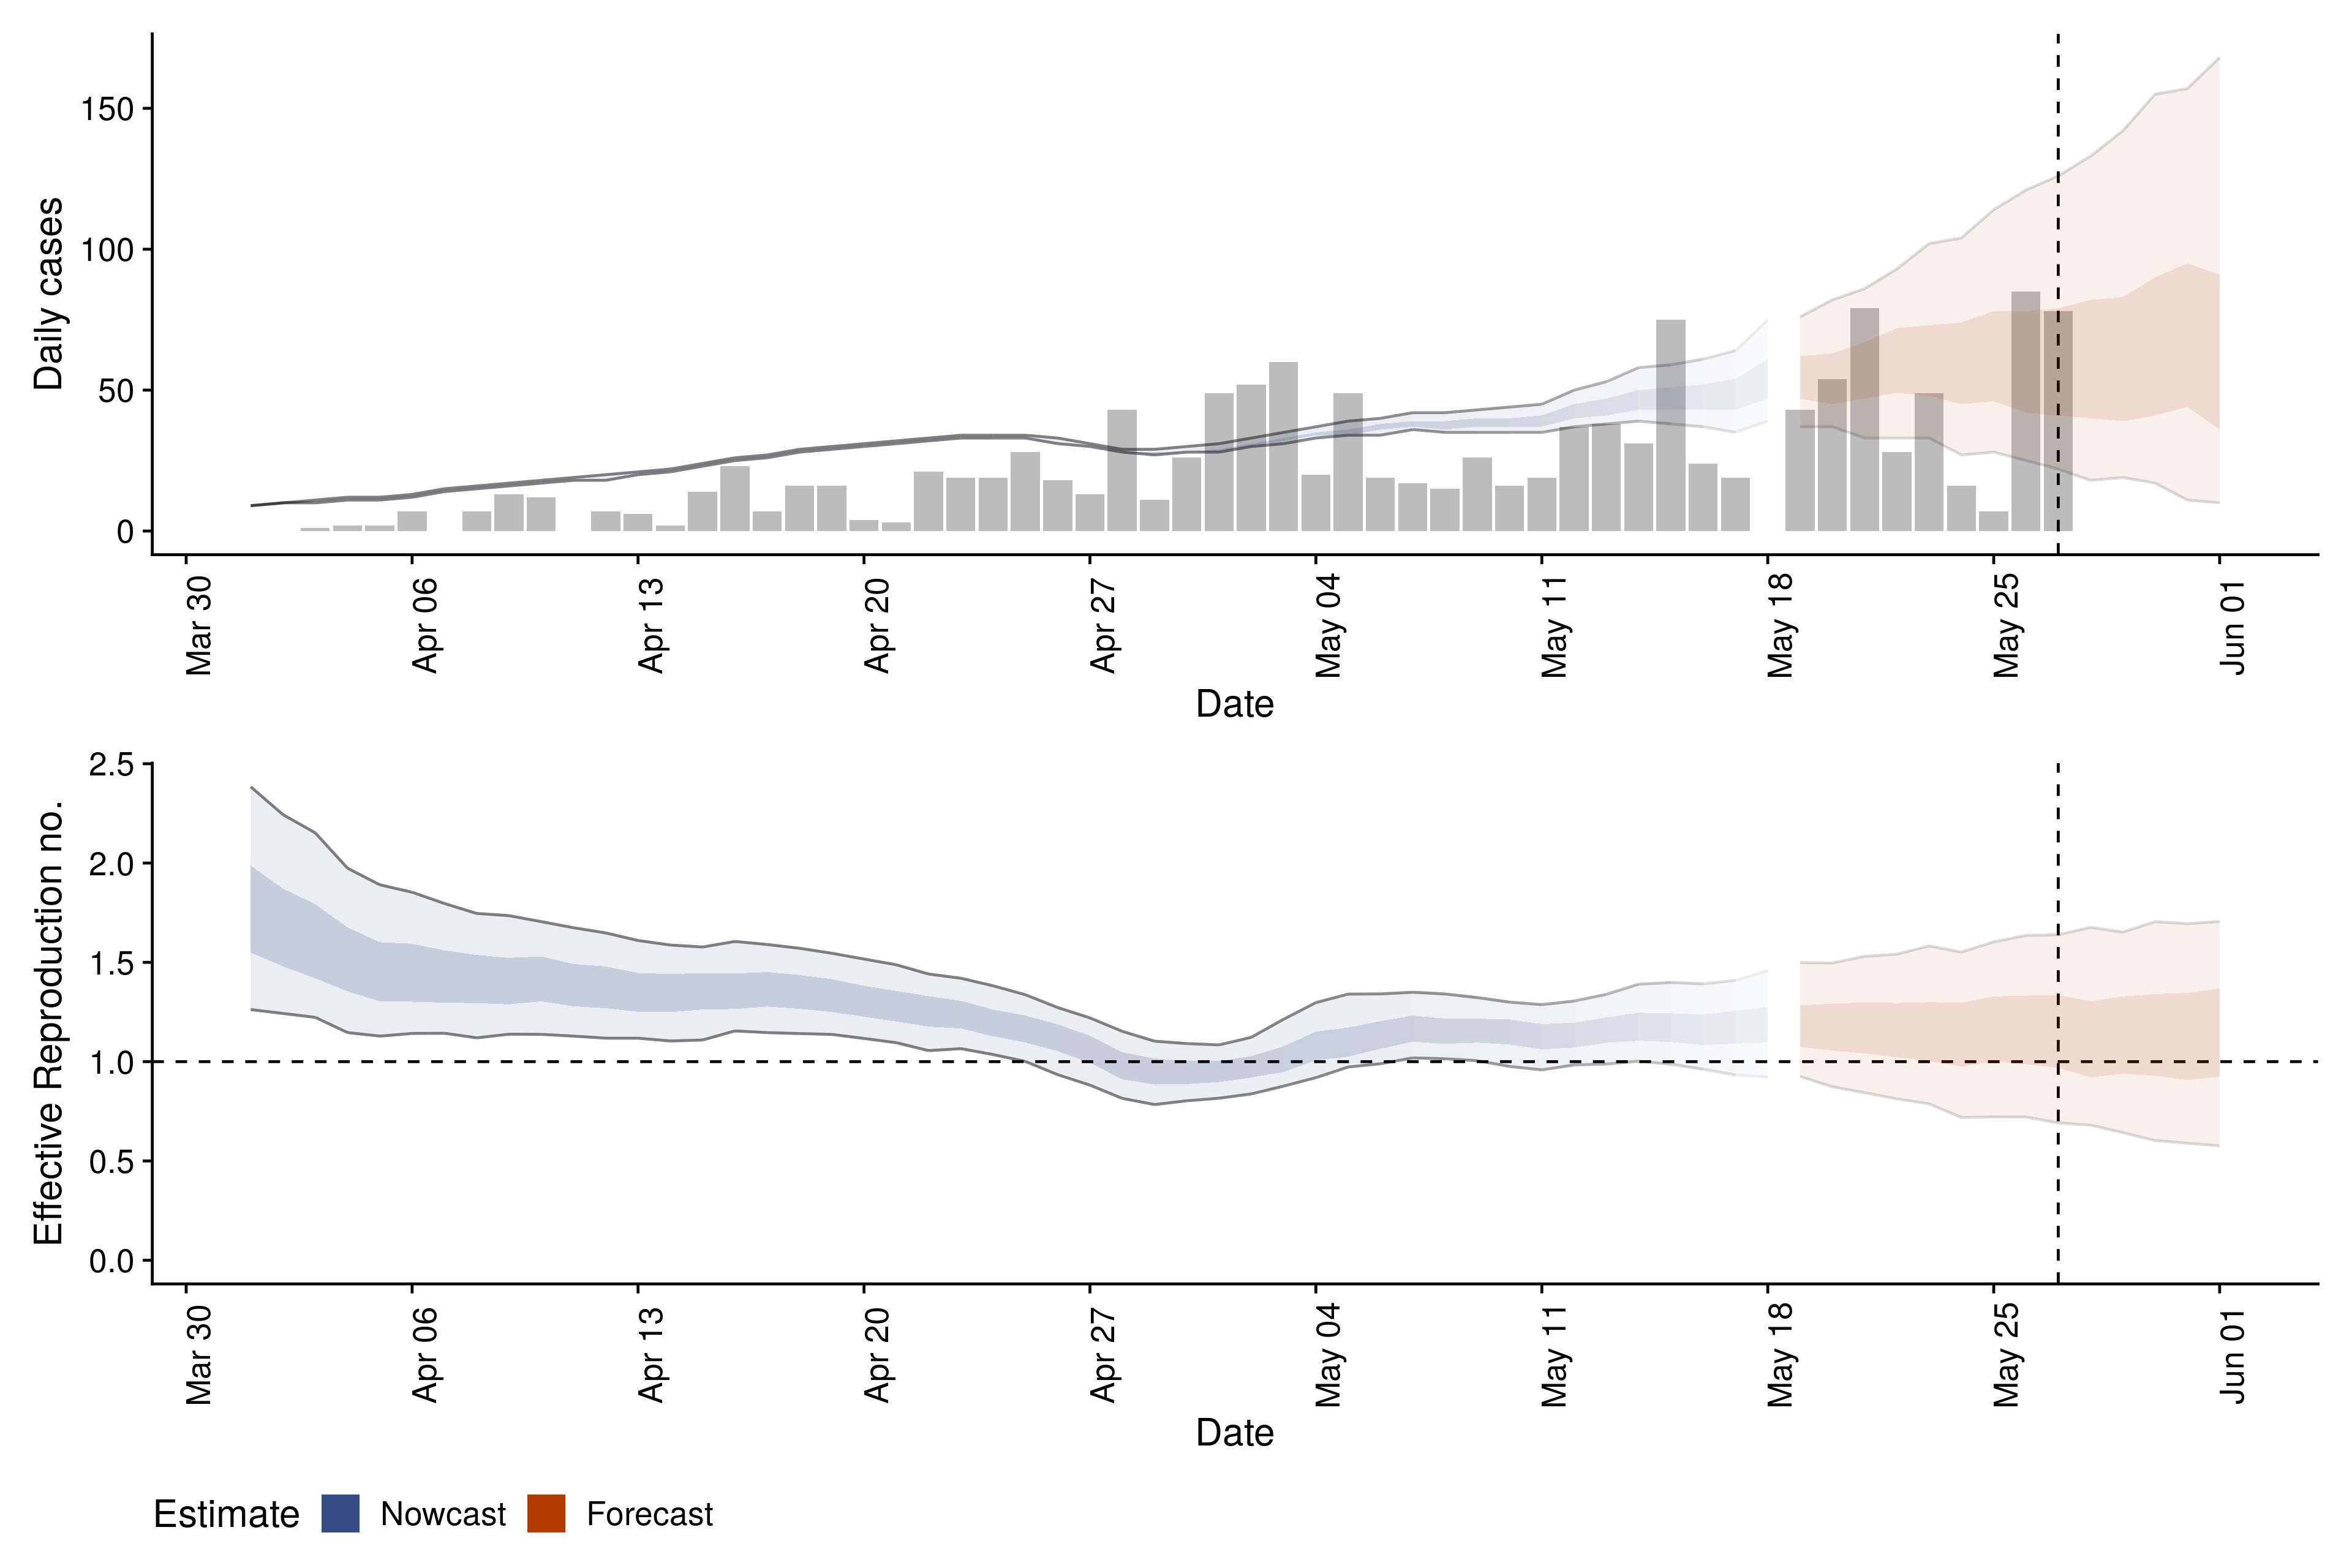 Daily cases
150
100
50
0
Mar 30
Apr 06
Apr 13
Apr 20
Apr 27
May 04
May 11
May 18
May 25
Jun 01
Date
Effective Reproduction no.
2.5
2.0
1.5
1.0
0.5
0.0
Mar 30
Apr 06
Apr 13
Apr 20
Apr 27
May 04
May 11
May 18
May 25
Jun 01
Date
Estimate Nowcast Forecast